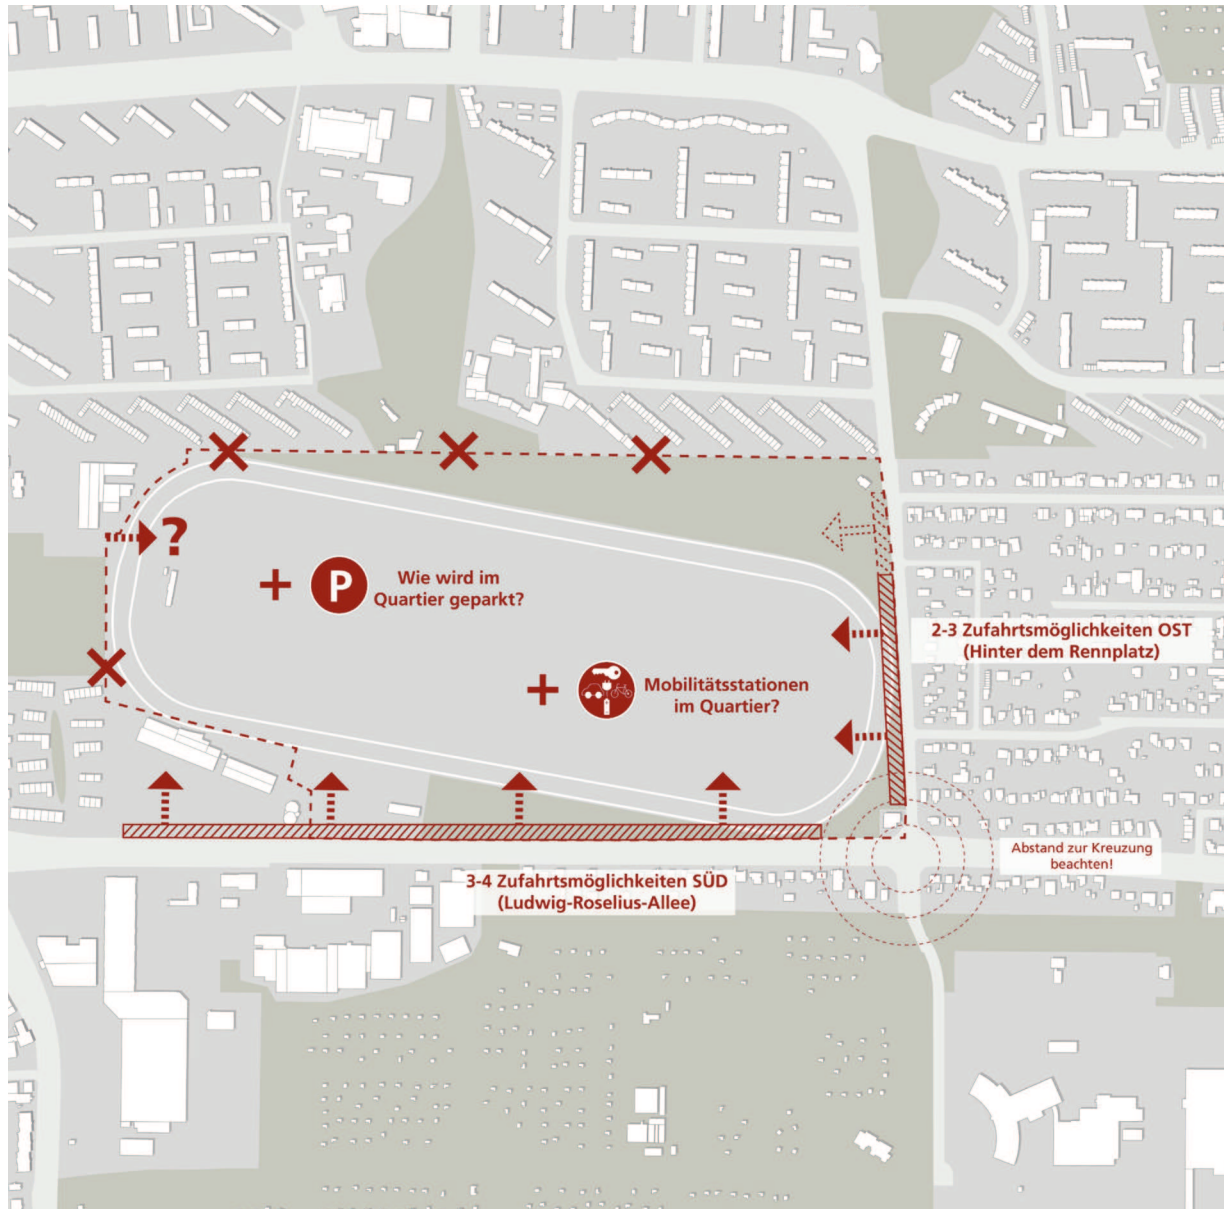 ?
+ P Wie wird im
Quartier geparkt?
2-3 Zufahrtsmöglichkeiten OST
(Hinter dem Rennplatz)
+ Mobilitätsstationen
im Quartier?
Abstand zur Kreuzung
beachten!
3-4 Zufahrtsmöglichkeiten SÜD
(Ludwig-Roselius-Allee)